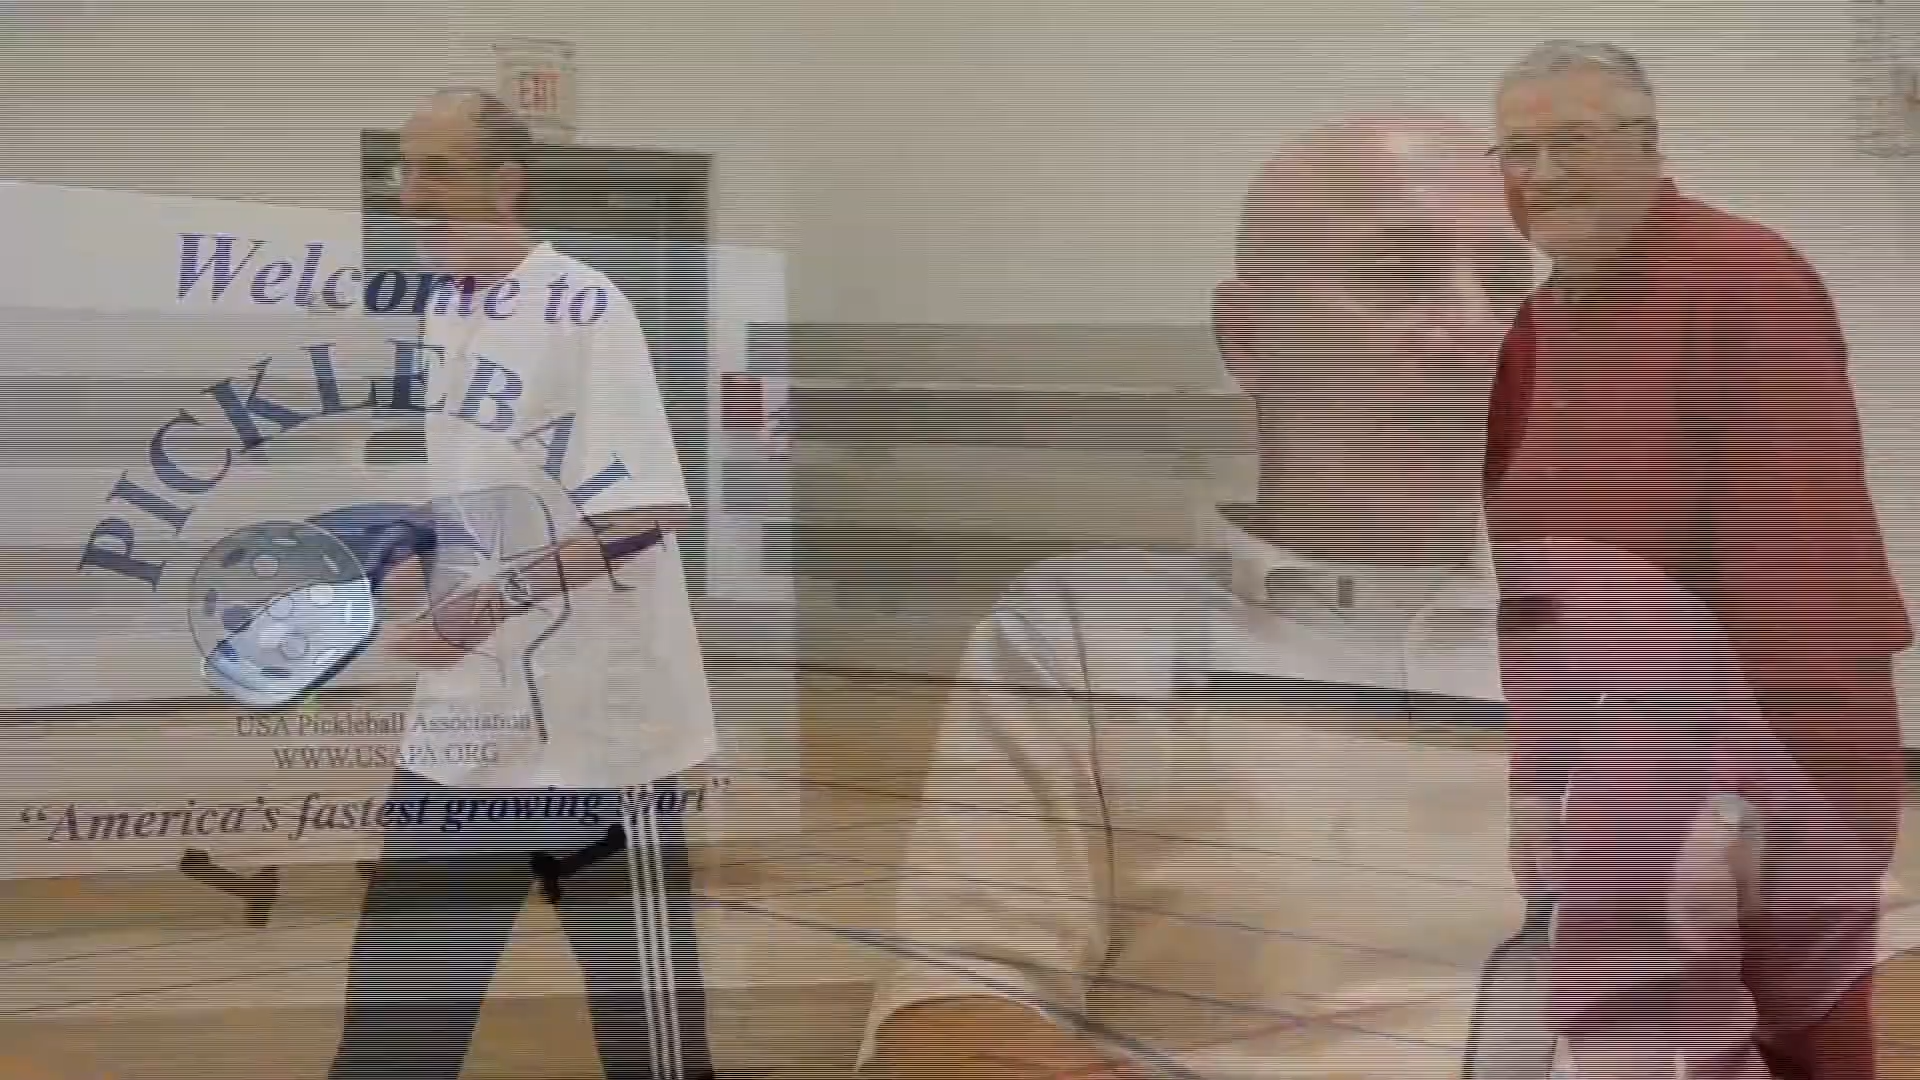 EXIT
Welcome to
PICKLEBALL
USA Pickleball Association
WWW.USAPA.ORG
“America’s fastest growing sport”